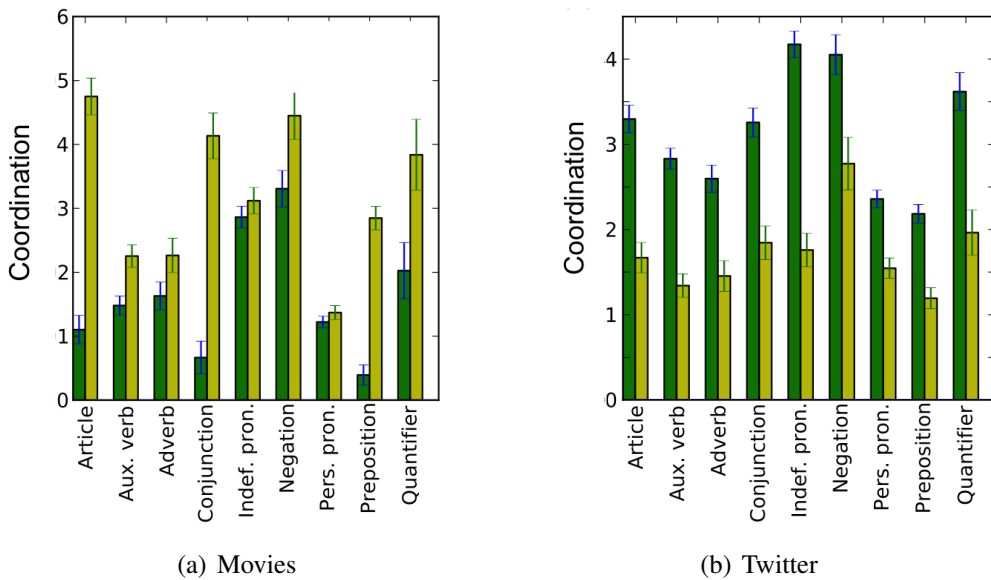 6
5
4
3
2
1
0
Coordination
Article
Aux. verb
Adverb
Conjunction
Indef. pron.
Negation
Pers. pron.
Preposition
Quantifier
(a) Movies
4
3
2
1
0
Coordination
Article
Aux. verb
Adverb
Conjunction
Indef. pron.
Negation
Pers. pron.
Preposition
Quantifier
(b) Twitter